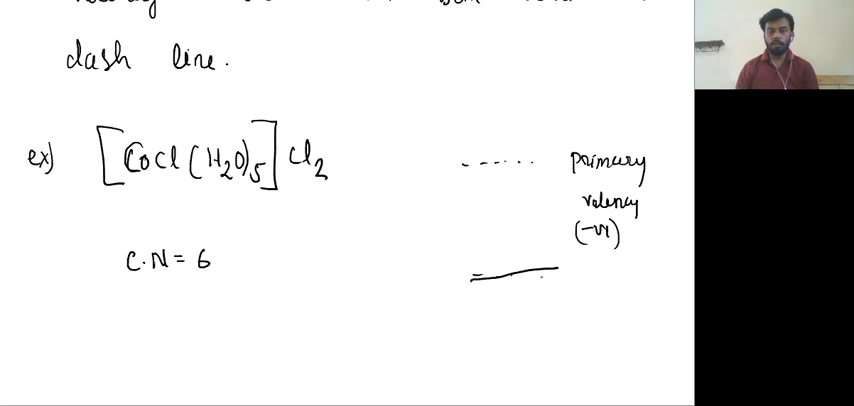 dash line.
ex) [CoCl(H₂O)₅]Cl₂
C.N = 6
------ primary
valency
(-ve)